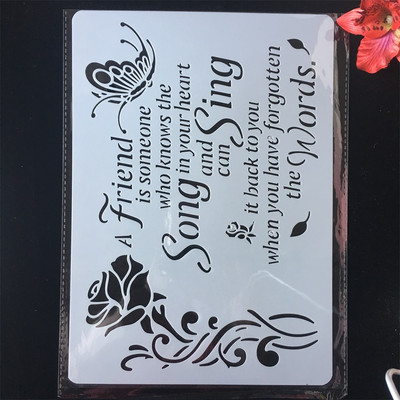 A Friend
is someone
who knows the
Song in your heart
and
can Sing
it back to you
when you have forgotten
the Words.